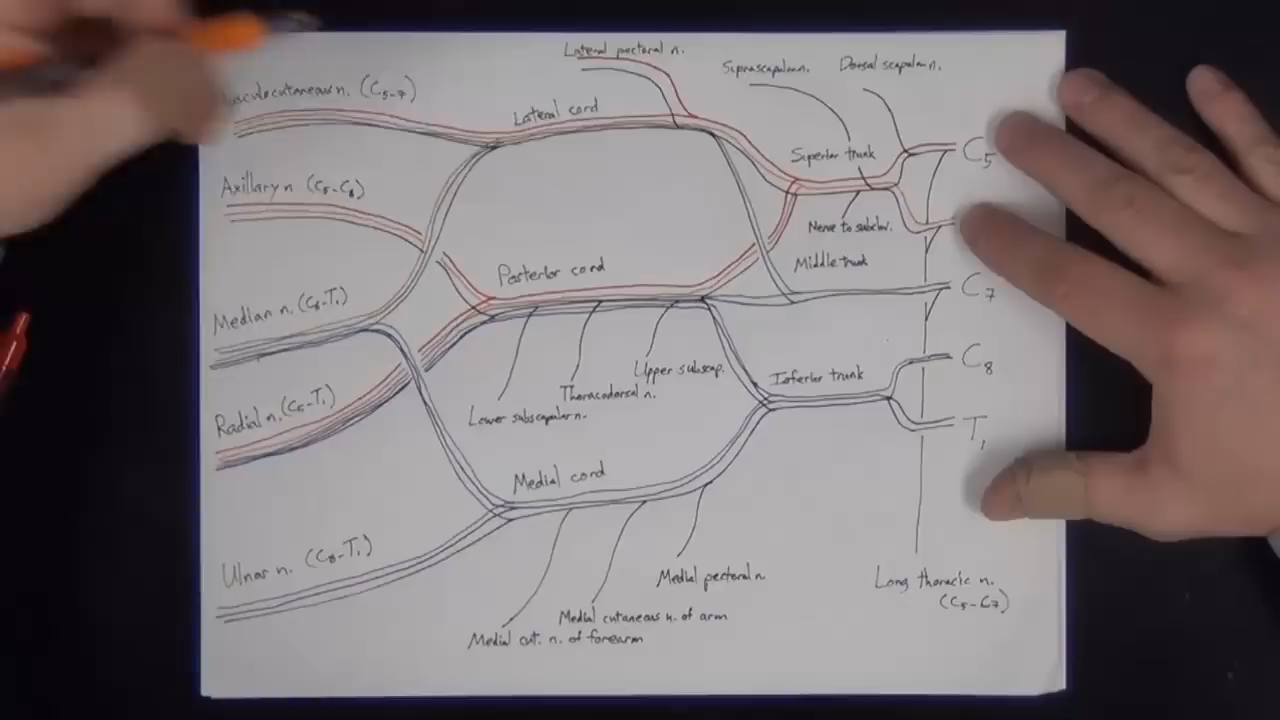 Lateral pectoral n.
Suprascapular n.
Dorsal scapular n.
Musculocutaneous n. (C5-7)
Lateral cord
C5
Superior trunk
Axillary n (C5-C6)
Nerve to subclav.
Middle trunk
Posterior cord
C7
Median n. (C6-T1)
Upper subscap.
Inferior trunk
C8
Thoracodorsal n.
Lower subscapular n.
Radial n. (C5-T1)
T1
Medial cord
Ulnar n. (C8-T1)
Medial pectoral n.
Long thoracic n.
(C5-C7)
Medial cutaneous n. of arm
Medial cut. n. of forearm